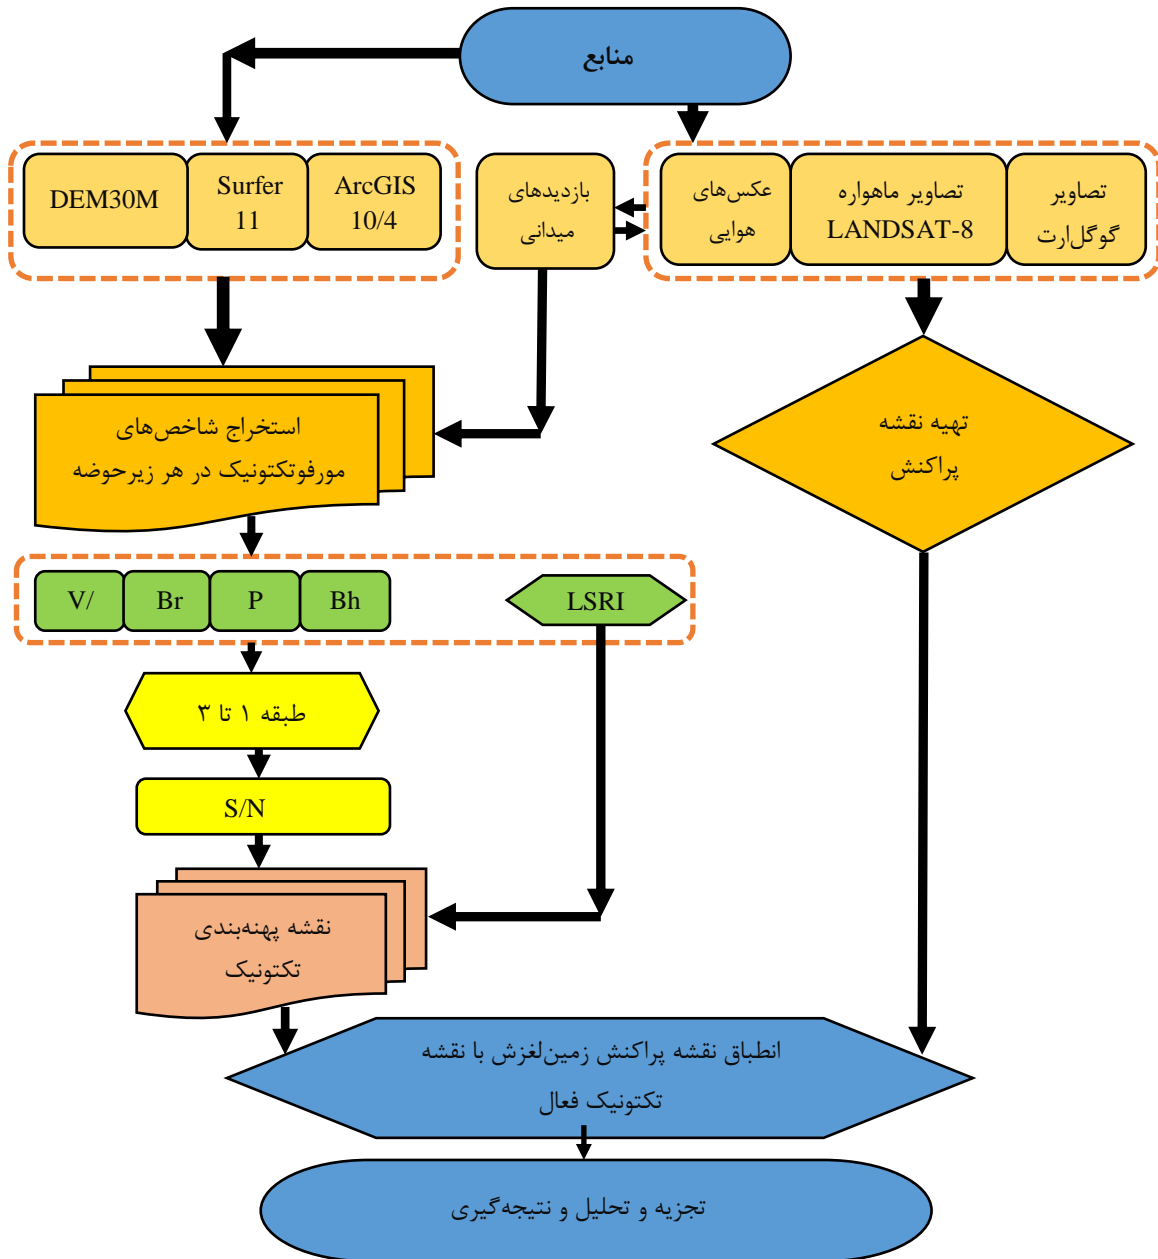 منابع
DEM30M
Surfer
11
ArcGIS
10/4
بازدیدهای
میدانی
عکس‌های
هوایی
تصاویر ماهواره
LANDSAT-8
تصاویر
گوگل‌ارت
استخراج شاخص‌های
مورفوتکتونیک در هر زیرحوضه
تهیه نقشه
پراکنش
V/
Br
P
Bh
LSRI
طبقه ۱ تا ۳
S/N
نقشه پهنه‌بندی
تکتونیک
انطباق نقشه پراکنش زمین‌لغزش با نقشه
تکتونیک فعال
تجزیه و تحلیل و نتیجه‌گیری